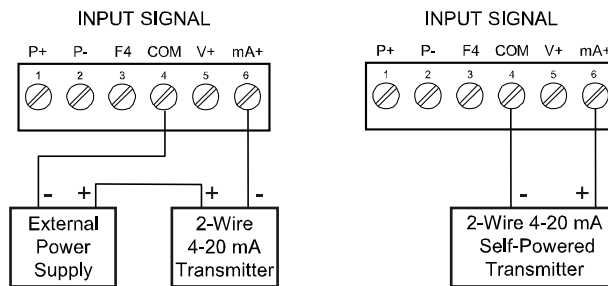 INPUT SIGNAL
P+ P- F4 COM V+ mA+
1 2 3 4 5 6
- + + -
External
Power
Supply
2-Wire
4-20 mA
Transmitter
INPUT SIGNAL
P+ P- F4 COM V+ mA+
1 2 3 4 5 6
- +
2-Wire 4-20 mA
Self-Powered
Transmitter